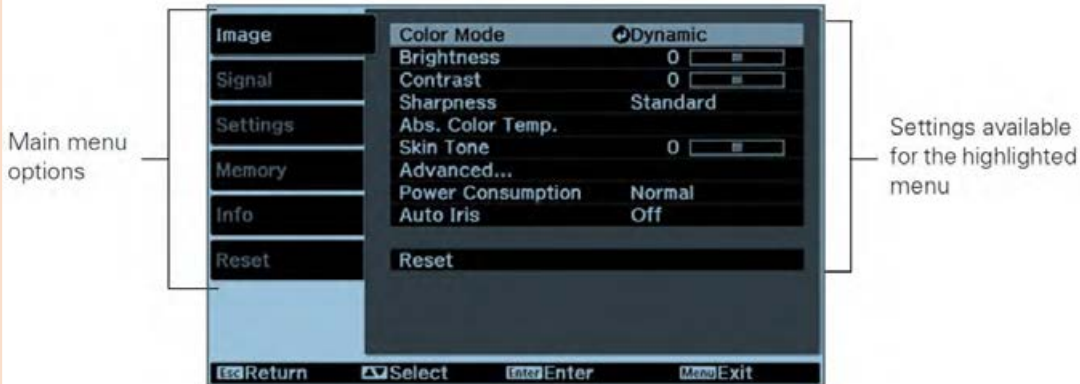 Main menu
options
Image
Signal
Settings
Memory
Info
Reset
Color Mode Dynamic
Brightness 0
Contrast 0
Sharpness Standard
Abs. Color Temp.
Skin Tone 0
Advanced...
Power Consumption Normal
Auto Iris Off
Reset
Esc Return Select Enter Enter Menu Exit
Settings available
for the highlighted
menu